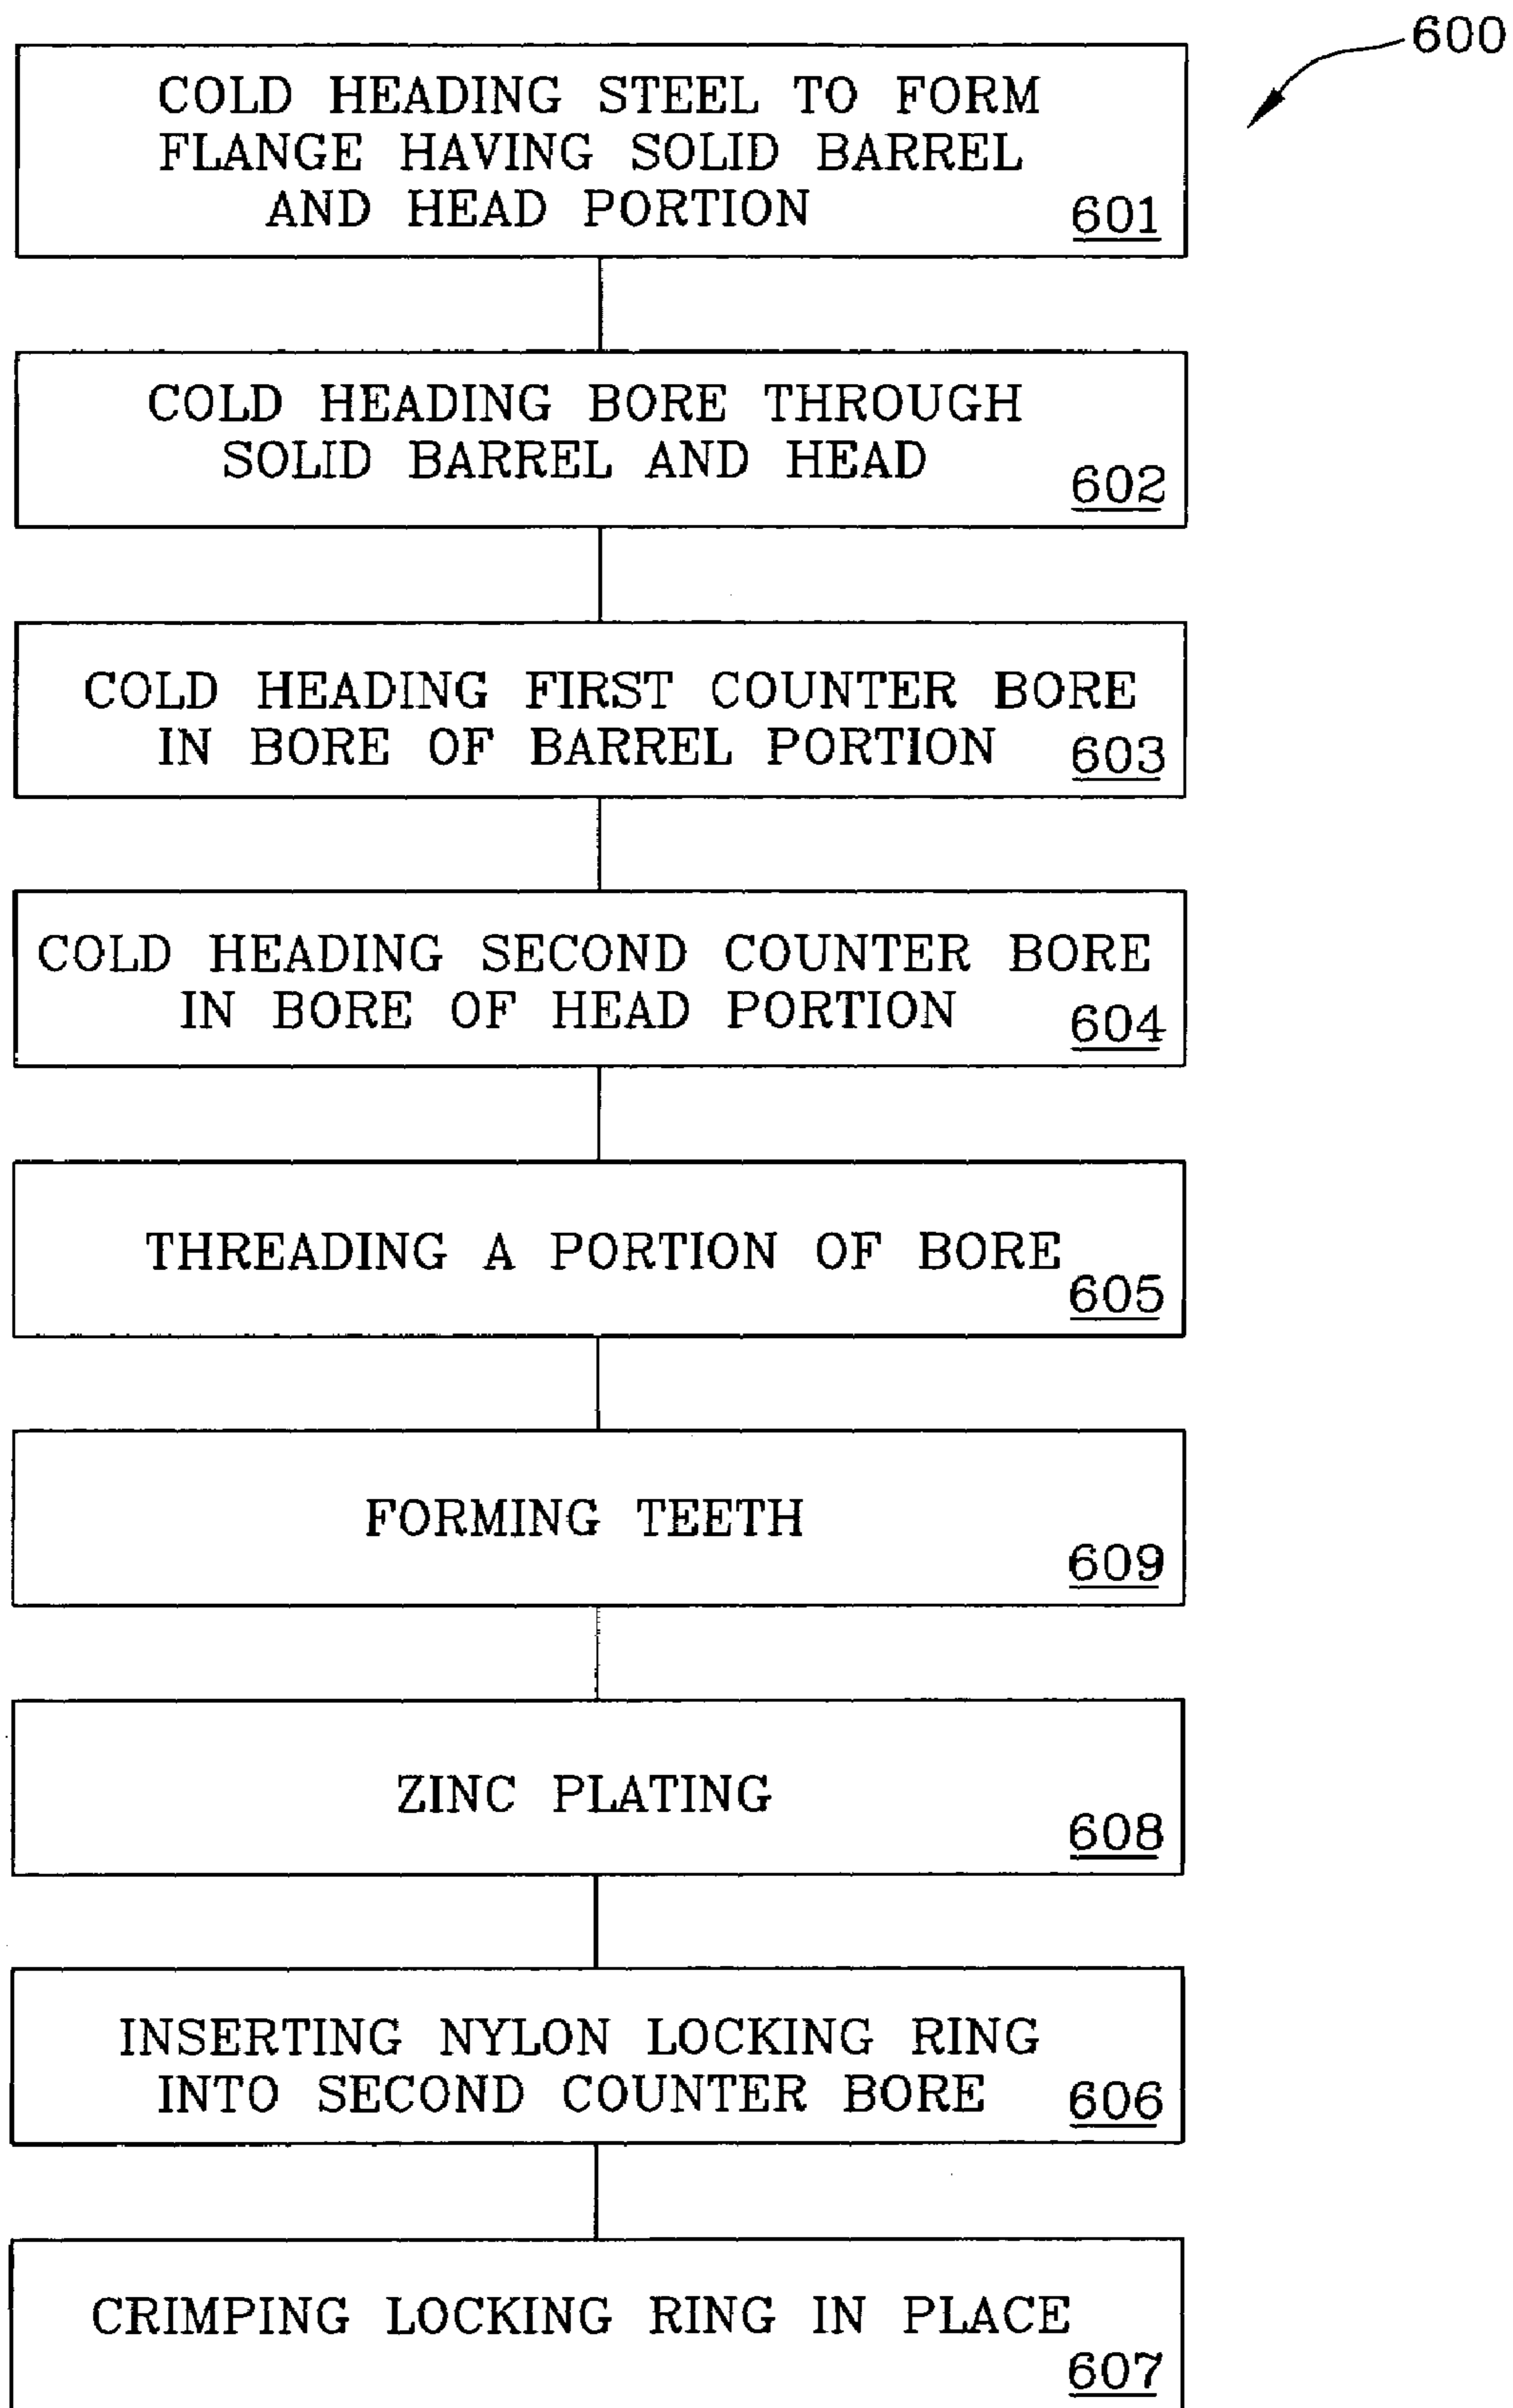 600
COLD HEADING STEEL TO FORM
FLANGE HAVING SOLID BARREL
AND HEAD PORTION
601
COLD HEADING BORE THROUGH
SOLID BARREL AND HEAD
602
COLD HEADING FIRST COUNTER BORE
IN BORE OF BARREL PORTION
603
COLD HEADING SECOND COUNTER BORE
IN BORE OF HEAD PORTION
604
THREADING A PORTION OF BORE
605
FORMING TEETH
609
ZINC PLATING
608
INSERTING NYLON LOCKING RING
INTO SECOND COUNTER BORE
606
CRIMPING LOCKING RING IN PLACE
607